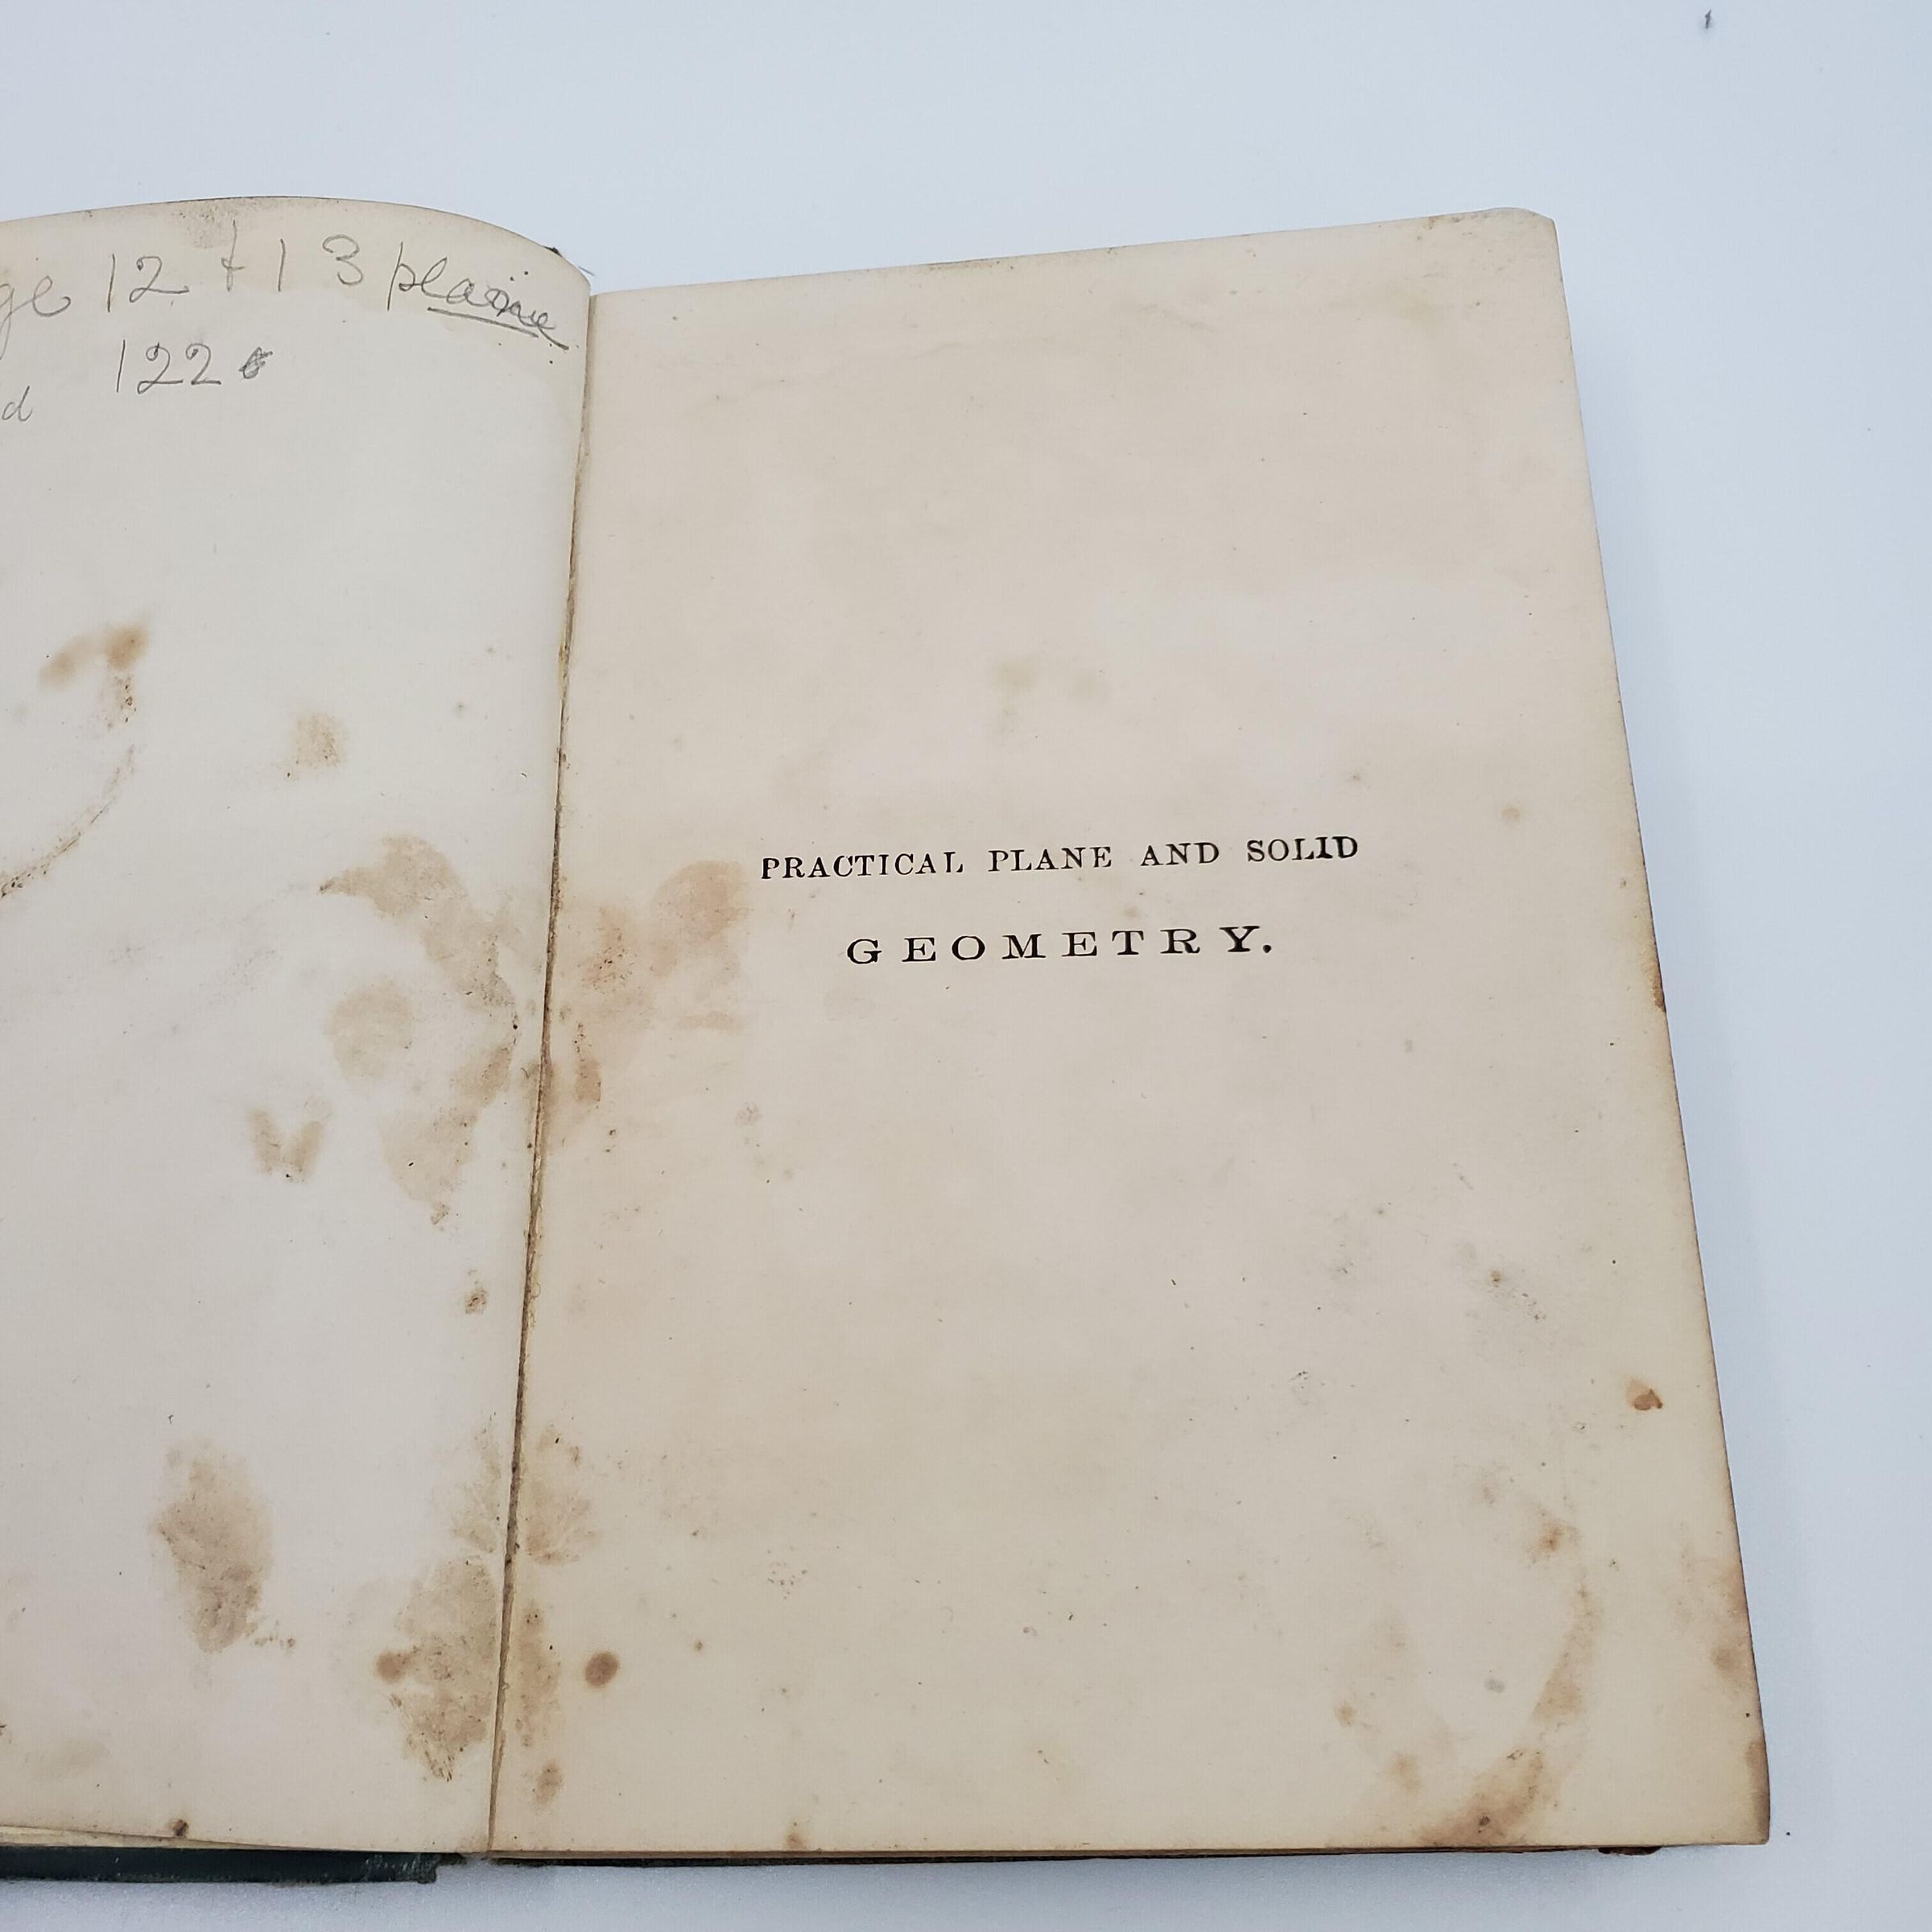 ge 12 + 13 plaine
122
d
PRACTICAL PLANE AND SOLID
GEOMETRY.